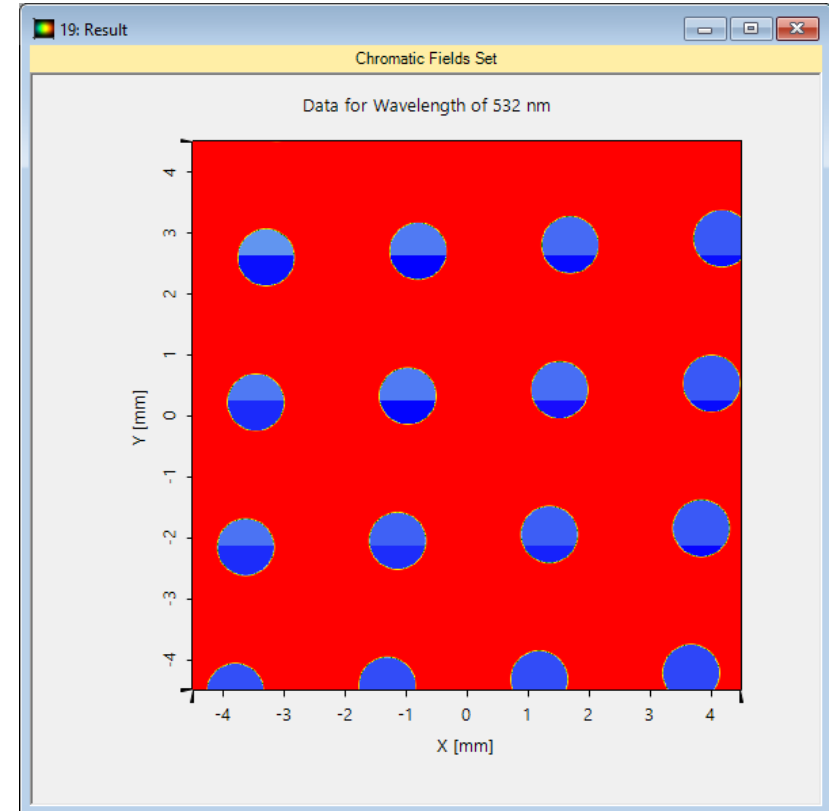 19: Result
Chromatic Fields Set
Data for Wavelength of 532 nm
4
3
2
1
0
-1
-2
-3
-4
Y [mm]
-4 -3 -2 -1 0 1 2 3 4
X [mm]